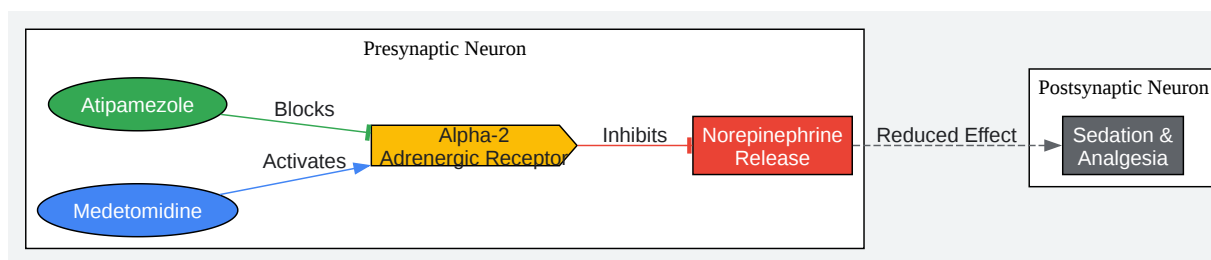 Presynaptic Neuron
Atipamezole
Blocks
Activates
Medetomidine
Alpha-2
Adrenergic Receptor
Inhibits
Norepinephrine
Release
Reduced Effect
Postsynaptic Neuron
Sedation &
Analgesia